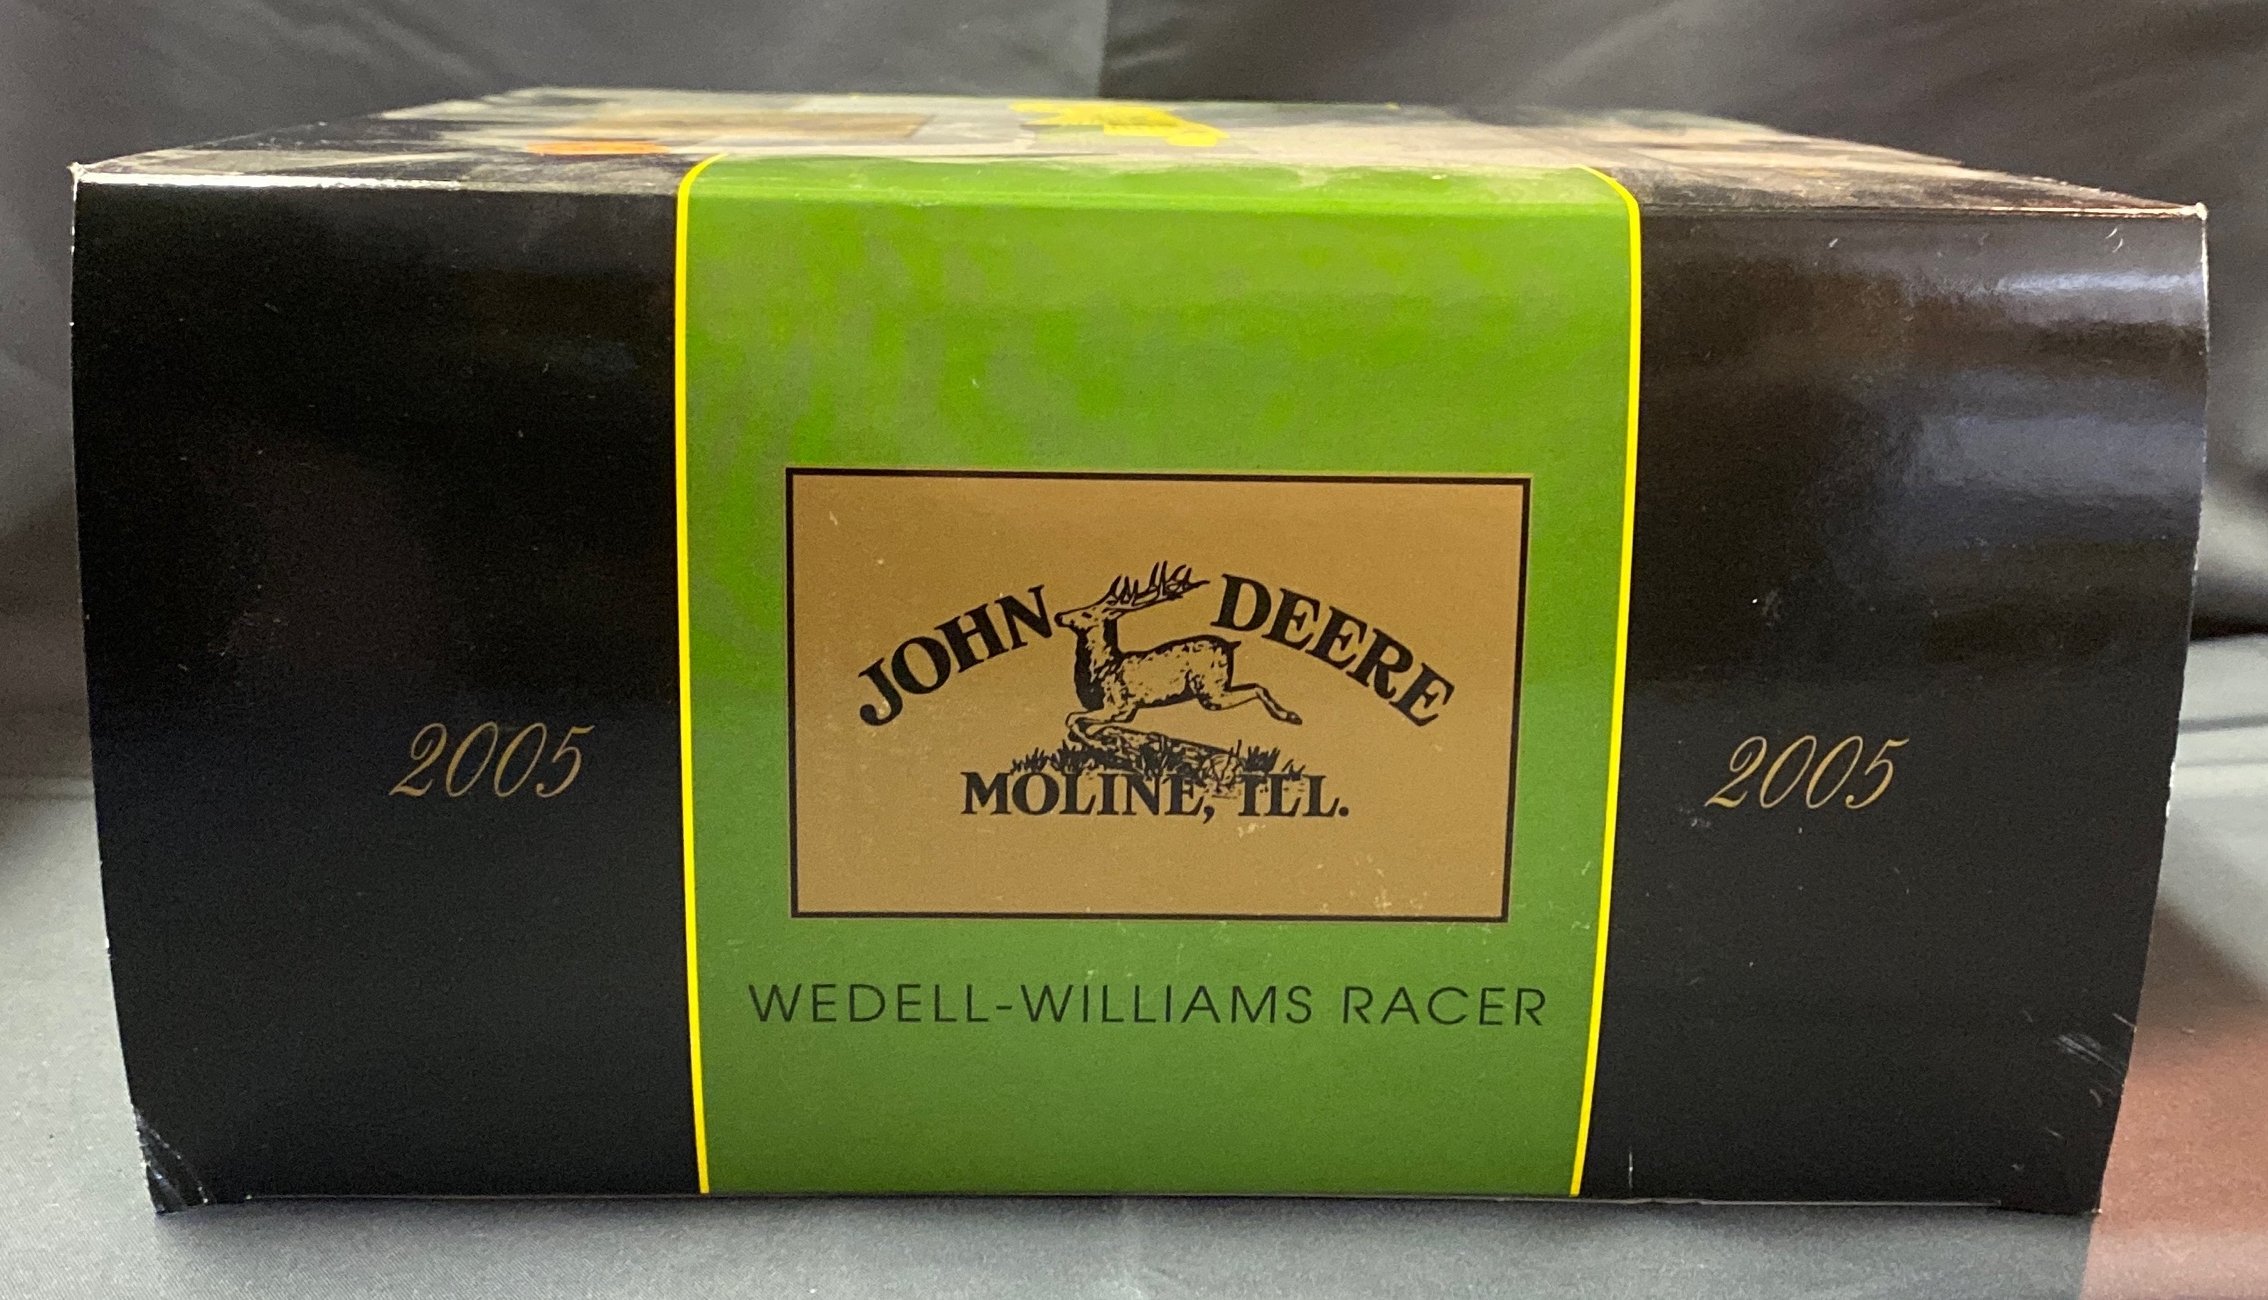 JOHN DEERE
MOLINE, ILL.
2005
2005
WEDELL-WILLIAMS RACER